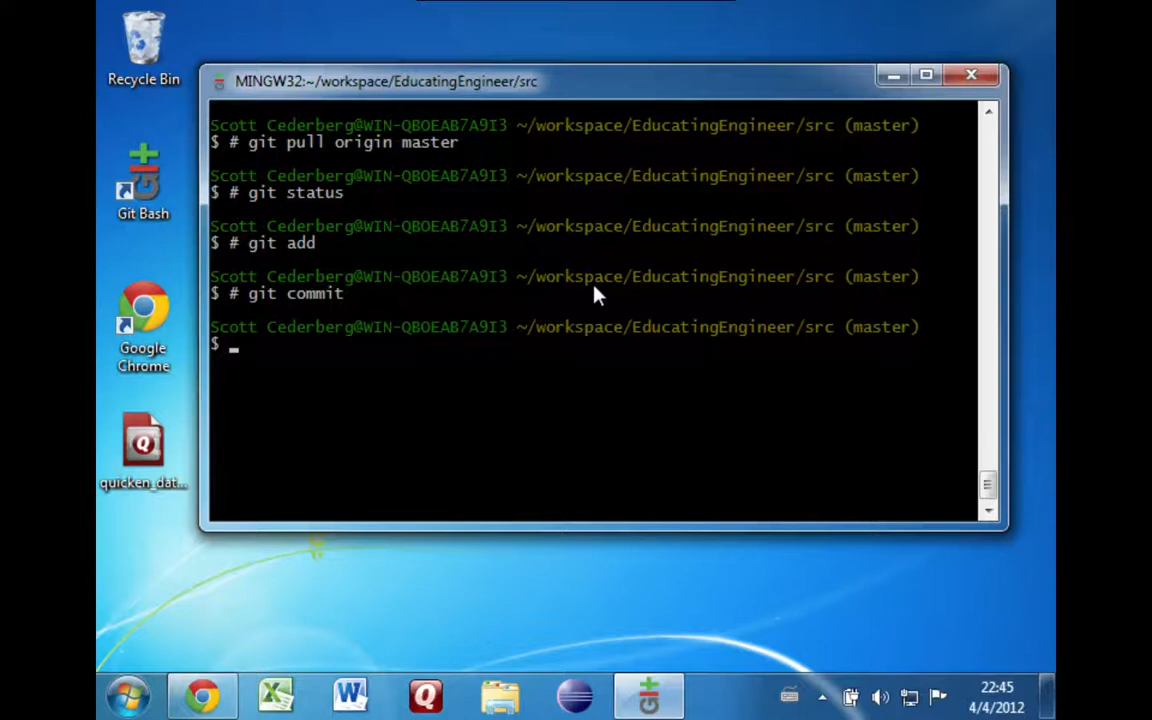 Recycle Bin
MINGW32:~/workspace/EducatingEngineer/src
Scott Cederberg@WIN-QBOEAB7A9I3 ~/workspace/EducatingEngineer/src (master)
$ # git pull origin master
Scott Cederberg@WIN-QBOEAB7A9I3 ~/workspace/EducatingEngineer/src (master)
$ # git status
Scott Cederberg@WIN-QBOEAB7A9I3 ~/workspace/EducatingEngineer/src (master)
$ # git add
Scott Cederberg@WIN-QBOEAB7A9I3 ~/workspace/EducatingEngineer/src (master)
$ # git commit
Scott Cederberg@WIN-QBOEAB7A9I3 ~/workspace/EducatingEngineer/src (master)
$ _
git
Git Bash
Google
Chrome
Q
quicken_dat...
W
Q
git
22:45
4/4/2012